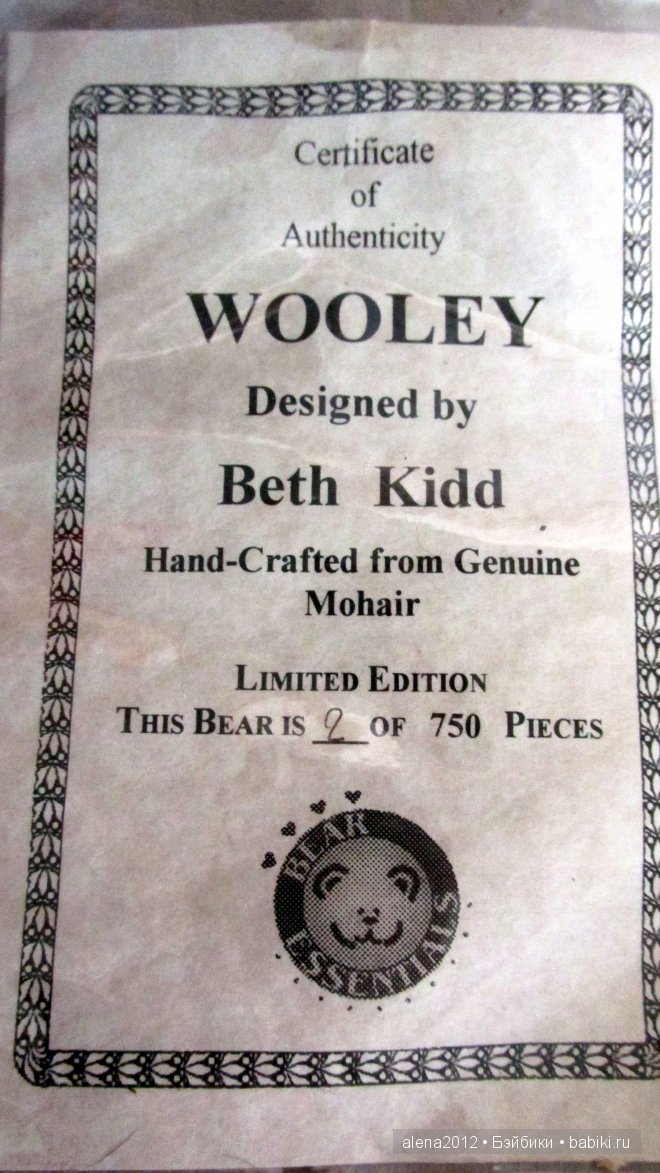 Certificate
of
Authenticity
WOOLEY
Designed by
Beth Kidd
Hand-Crafted from Genuine
Mohair
LIMITED EDITION
THIS BEAR IS 2 OF 750 PIECES
BEAR
ESSENTIALS
alena2012 • Бэйбики • babiki.ru